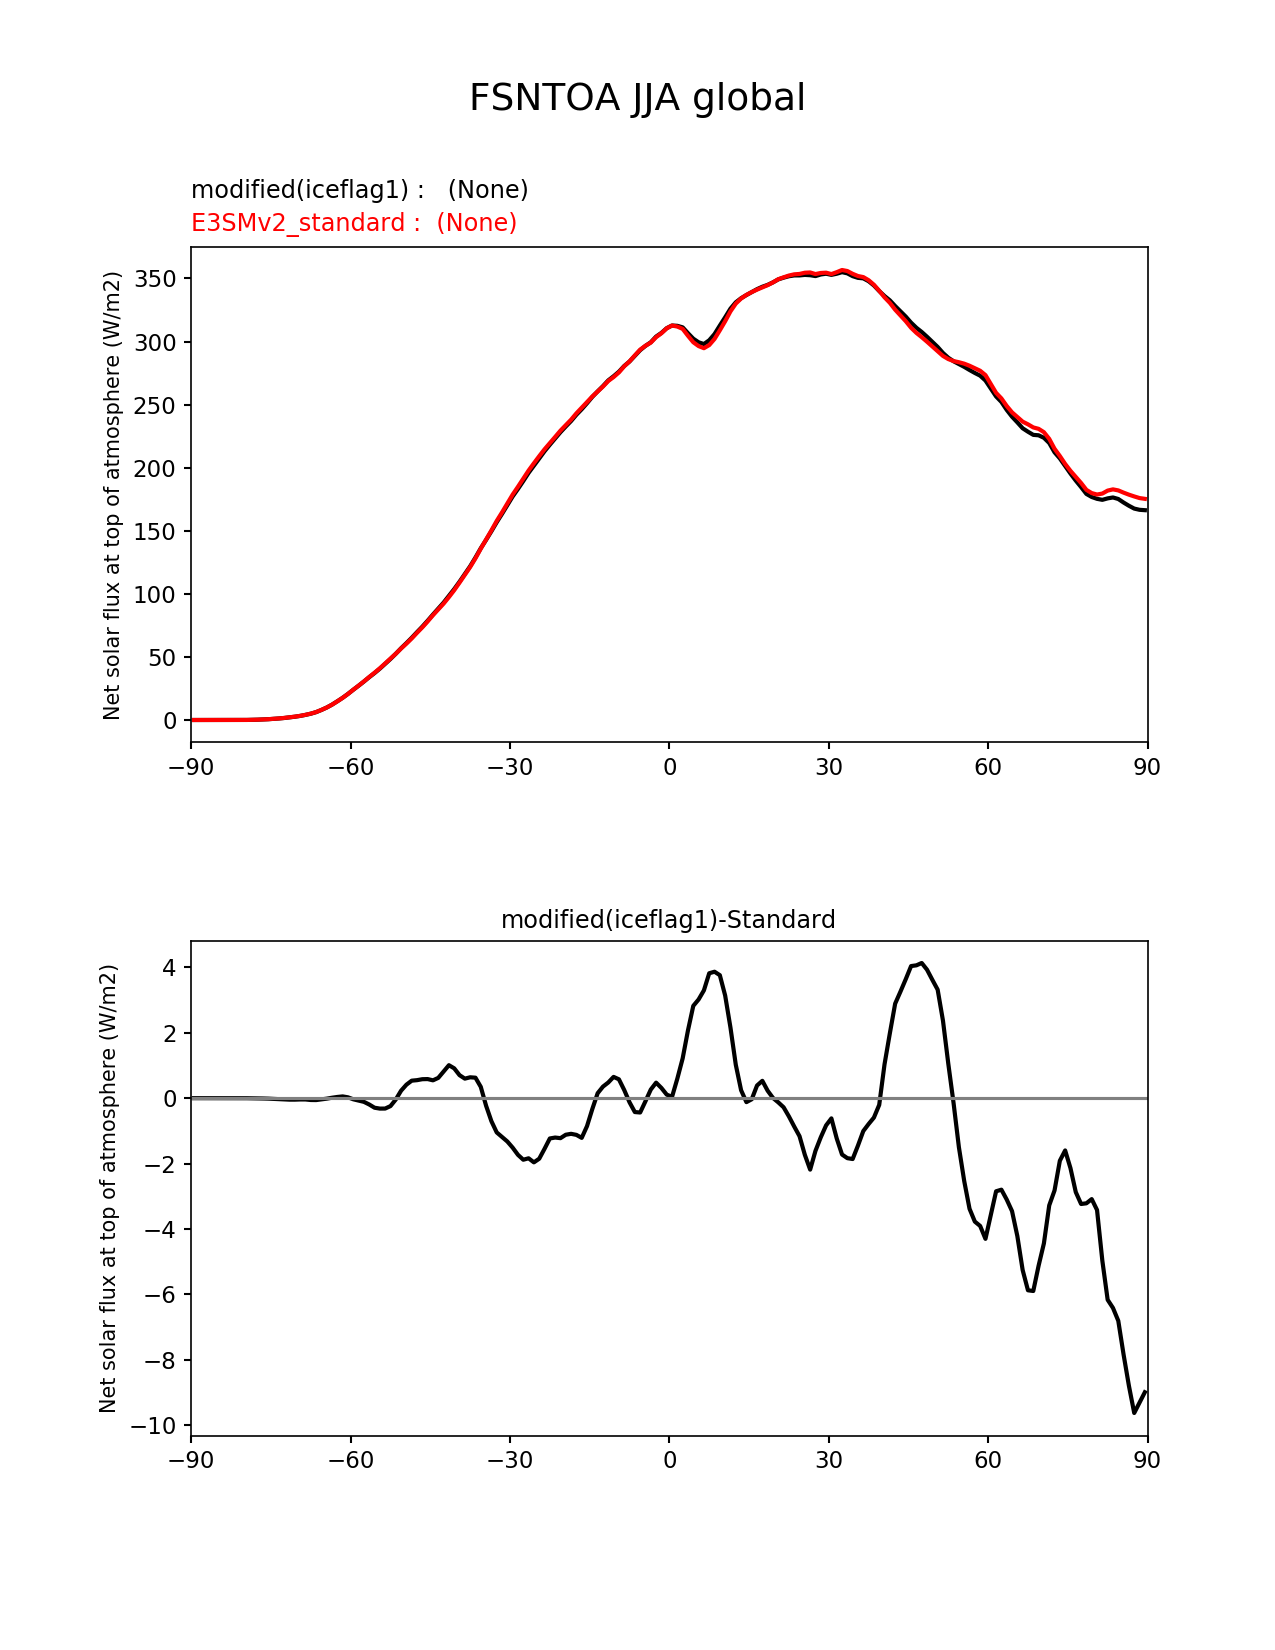 FSNTOA JJA global
modified(iceflag1) :   (None)
E3SMv2_standard :  (None)
Net solar flux at top of atmosphere (W/m2)
350
300
250
200
150
100
50
0
−90 −60 −30 0 30 60 90
modified(iceflag1)-Standard
Net solar flux at top of atmosphere (W/m2)
4
2
0
−2
−4
−6
−8
−10
−90 −60 −30 0 30 60 90